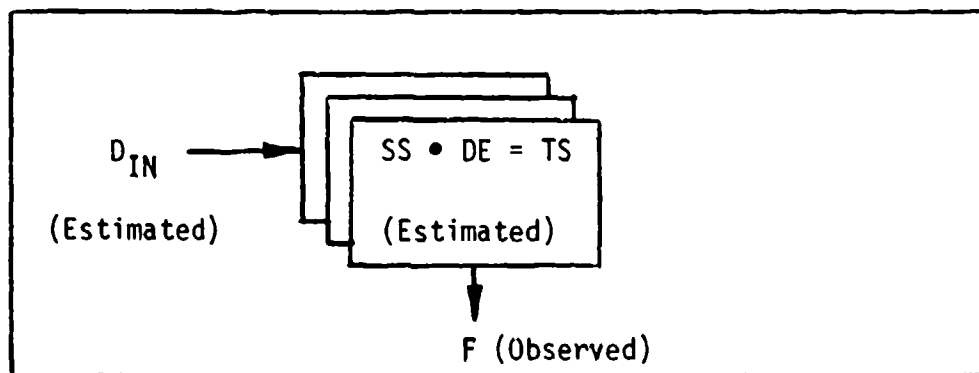 D_IN
SS • DE = TS
(Estimated)
(Estimated)
F (Observed)